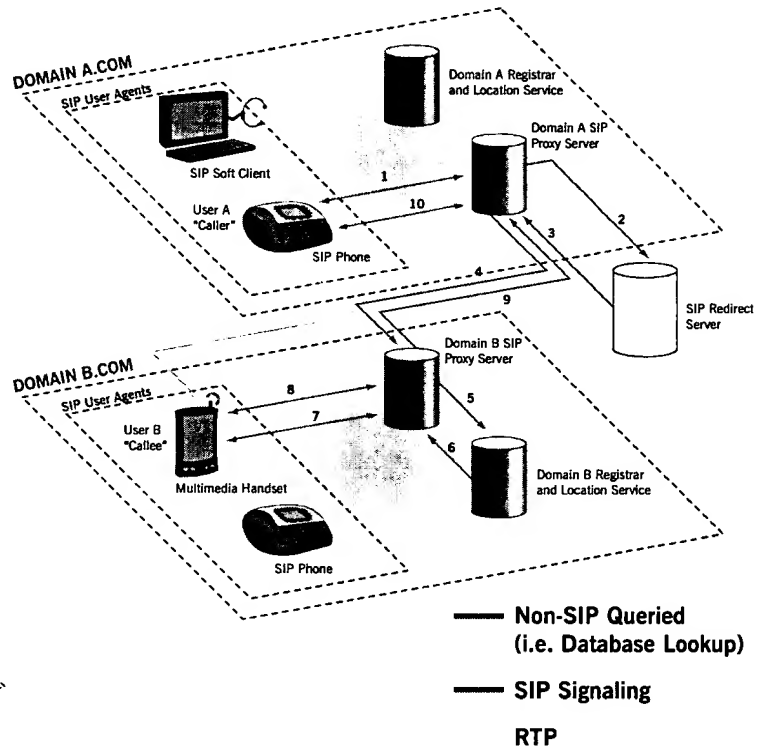 DOMAIN A.COM
SIP User Agents
SIP Soft Client
User A
"Caller"
SIP Phone
Domain A Registrar
and Location Service
Domain A SIP
Proxy Server
1
10
2
3
4
9
SIP Redirect
Server
DOMAIN B.COM
SIP User Agents
User B
"Callee"
Multimedia Handset
SIP Phone
Domain B SIP
Proxy Server
8
7
5
6
Domain B Registrar
and Location Service
Non-SIP Queried
(i.e. Database Lookup)
SIP Signaling
RTP